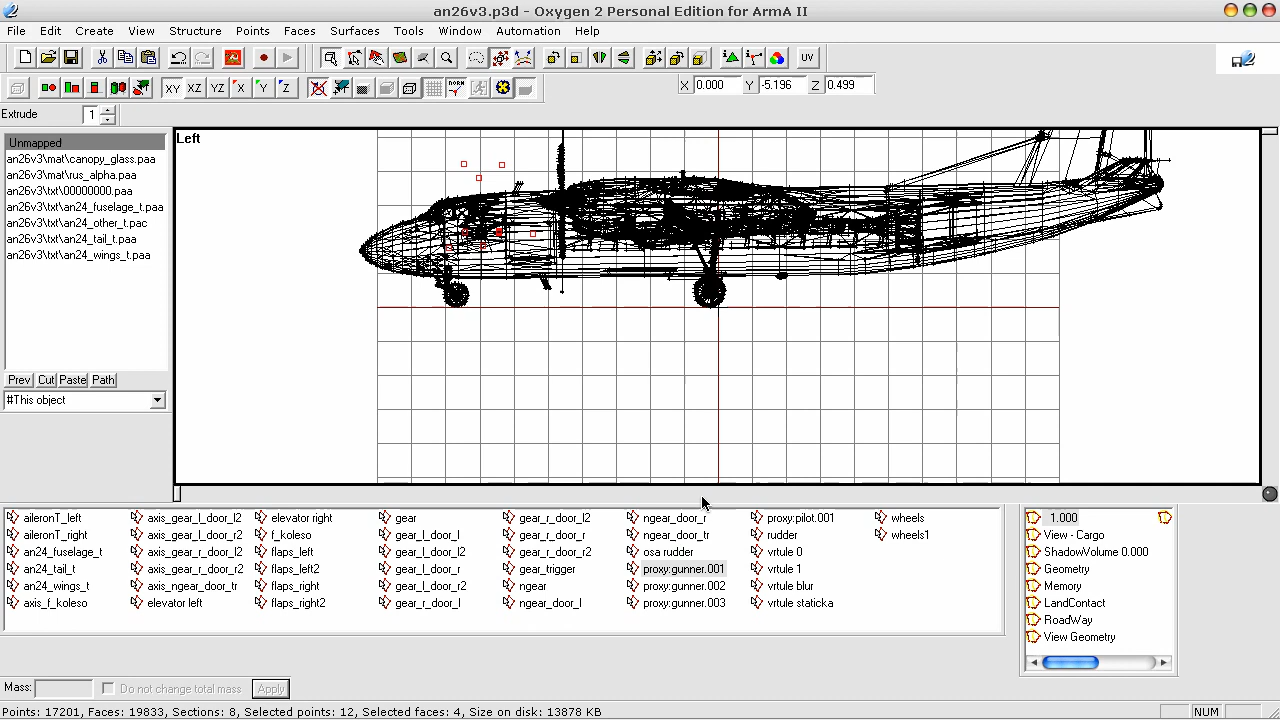 an26v3.p3d - Oxygen 2 Personal Edition for ArmA II
File Edit Create View Structure Points Faces Surfaces Tools Window Automation Help
UV
XY XZ YZ X Y Z NORM X 0.000 Y -5.196 Z 0.499
Extrude 1
Unmapped
an26v3\mat\canopy_glass.paa
an26v3\mat\rus_alpha.paa
an26v3\txt\00000000.paa
an26v3\txt\an24_fuselage_t.paa
an26v3\txt\an24_other_t.pac
an26v3\txt\an24_tail_t.paa
an26v3\txt\an24_wings_t.paa
Prev Cut Paste Path
#This object
Left
aileronT_left axis_gear_l_door_l2 elevator right gear gear_r_door_l2 ngear_door_r proxy:pilot.001 wheels
aileronT_right axis_gear_l_door_r2 f_koleso gear_l_door_l gear_r_door_r ngear_door_tr rudder wheels1
an24_fuselage_t axis_gear_r_door_l2 flaps_left gear_l_door_l2 gear_r_door_r2 osa rudder vrtule 0
an24_tail_t axis_gear_r_door_r2 flaps_left2 gear_l_door_r gear_trigger proxy:gunner.001 vrtule 1
an24_wings_t axis_ngear_door_tr flaps_right gear_l_door_r2 ngear proxy:gunner.002 vrtule blur
axis_f_koleso elevator left flaps_right2 gear_r_door_l ngear_door_l proxy:gunner.003 vrtule staticka
1.000
View - Cargo
ShadowVolume 0.000
Geometry
Memory
LandContact
RoadWay
View Geometry
Mass: Do not change total mass Apply
Points: 17201, Faces: 19833, Sections: 8, Selected points: 12, Selected faces: 4, Size on disk: 13878 KB NUM